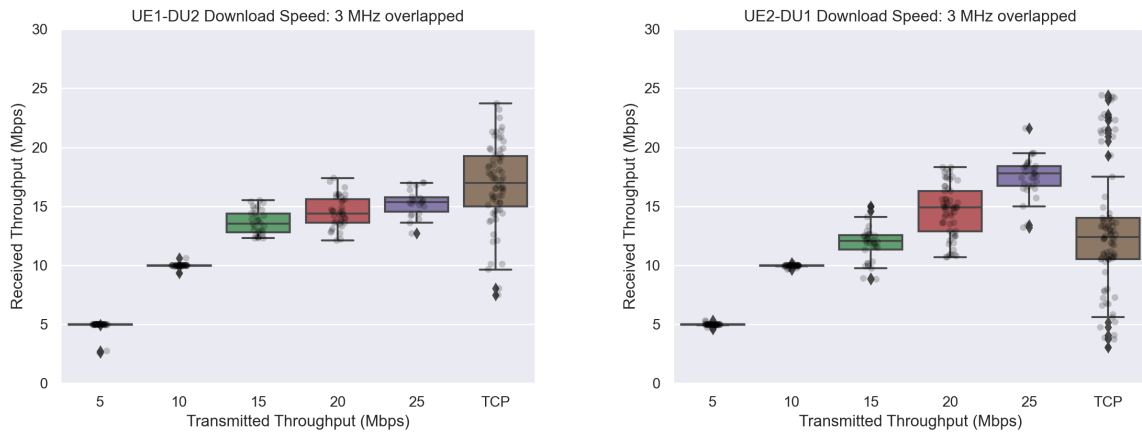 UE1-DU2 Download Speed: 3 MHz overlapped
30
25
20
15
10
5
0
Received Throughput (Mbps)
5 10 15 20 25 TCP
Transmitted Throughput (Mbps)
UE2-DU1 Download Speed: 3 MHz overlapped
30
25
20
15
10
5
0
Received Throughput (Mbps)
5 10 15 20 25 TCP
Transmitted Throughput (Mbps)